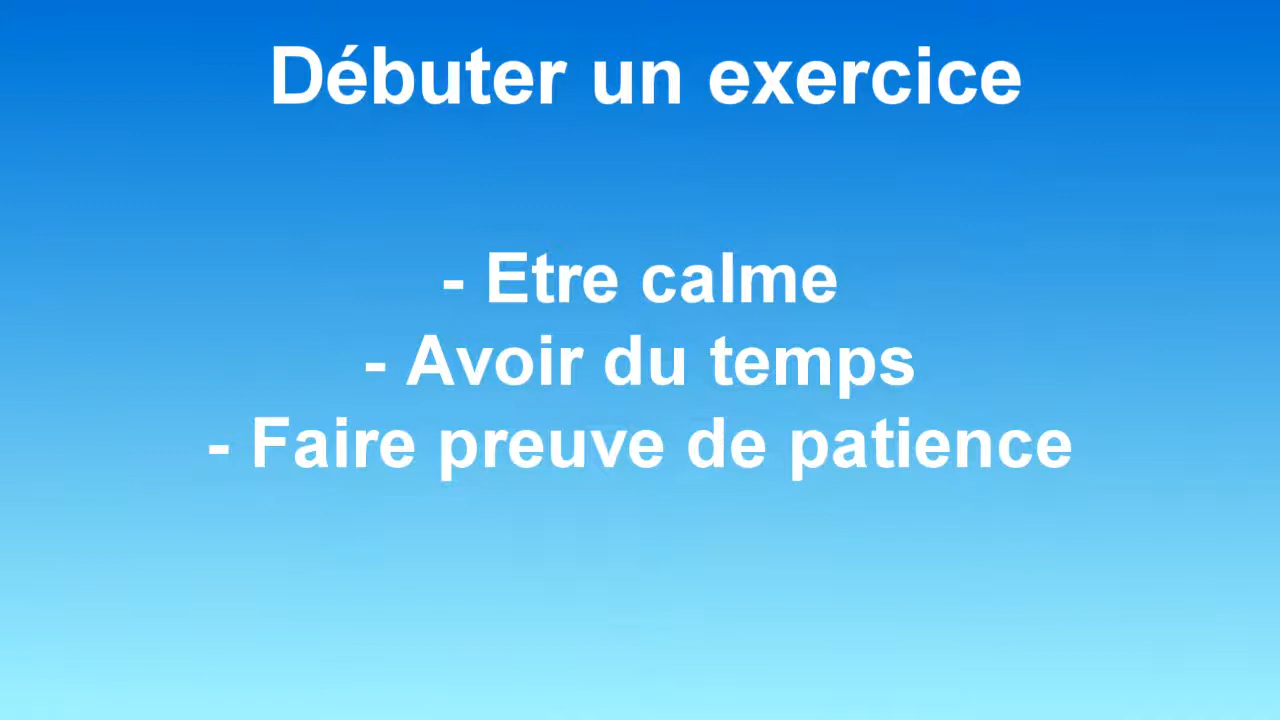 Débuter un exercice
- Etre calme
- Avoir du temps
- Faire preuve de patience